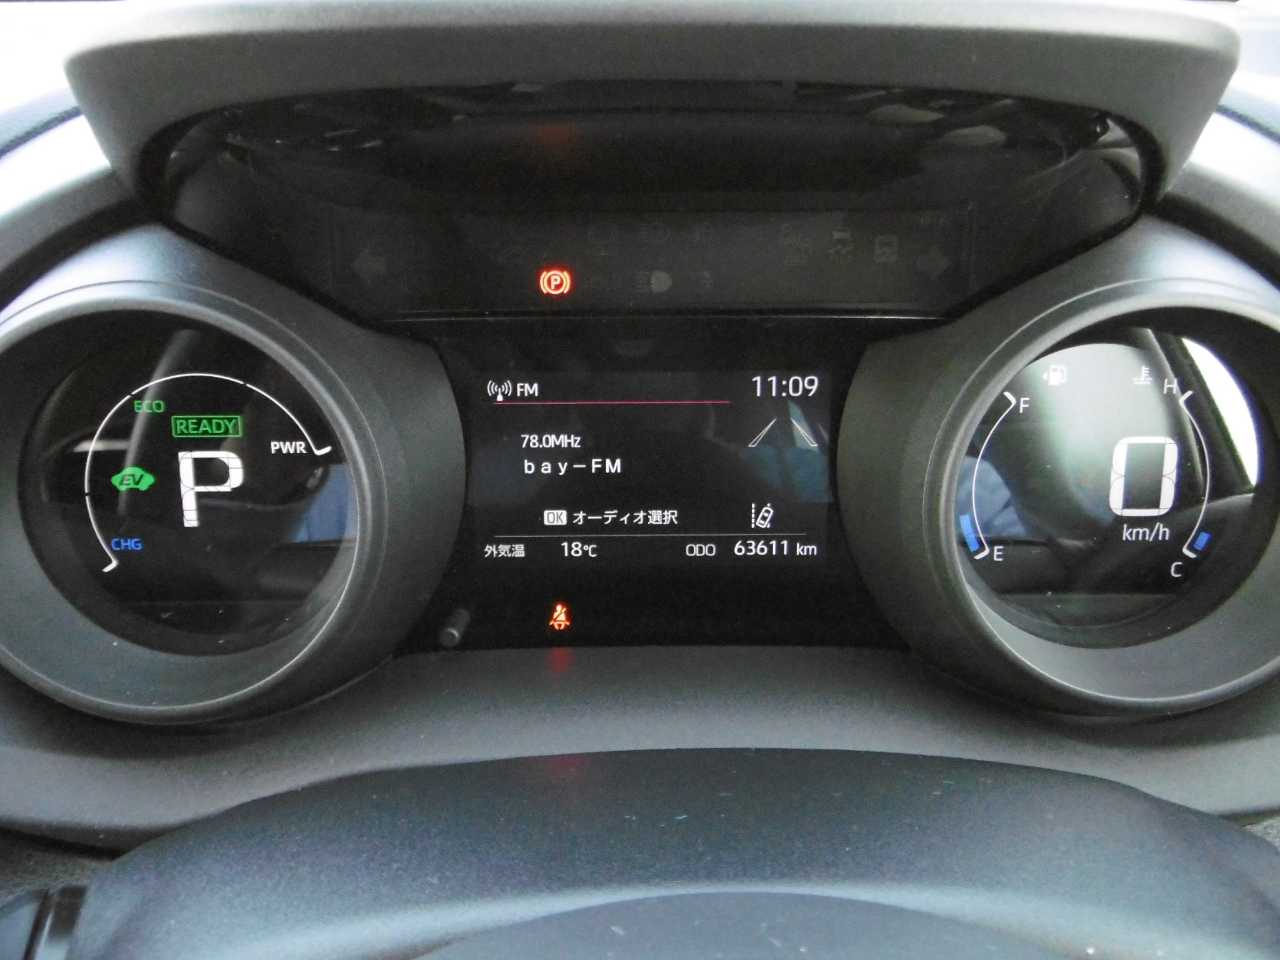 P
FM
11:09
ECO
READY
PWR
78.0MHz
bay−FM
EV
P
CHG
OK オーディオ選択
外気温 18℃ ODO 63611 km
H
F
0
km/h
E
C